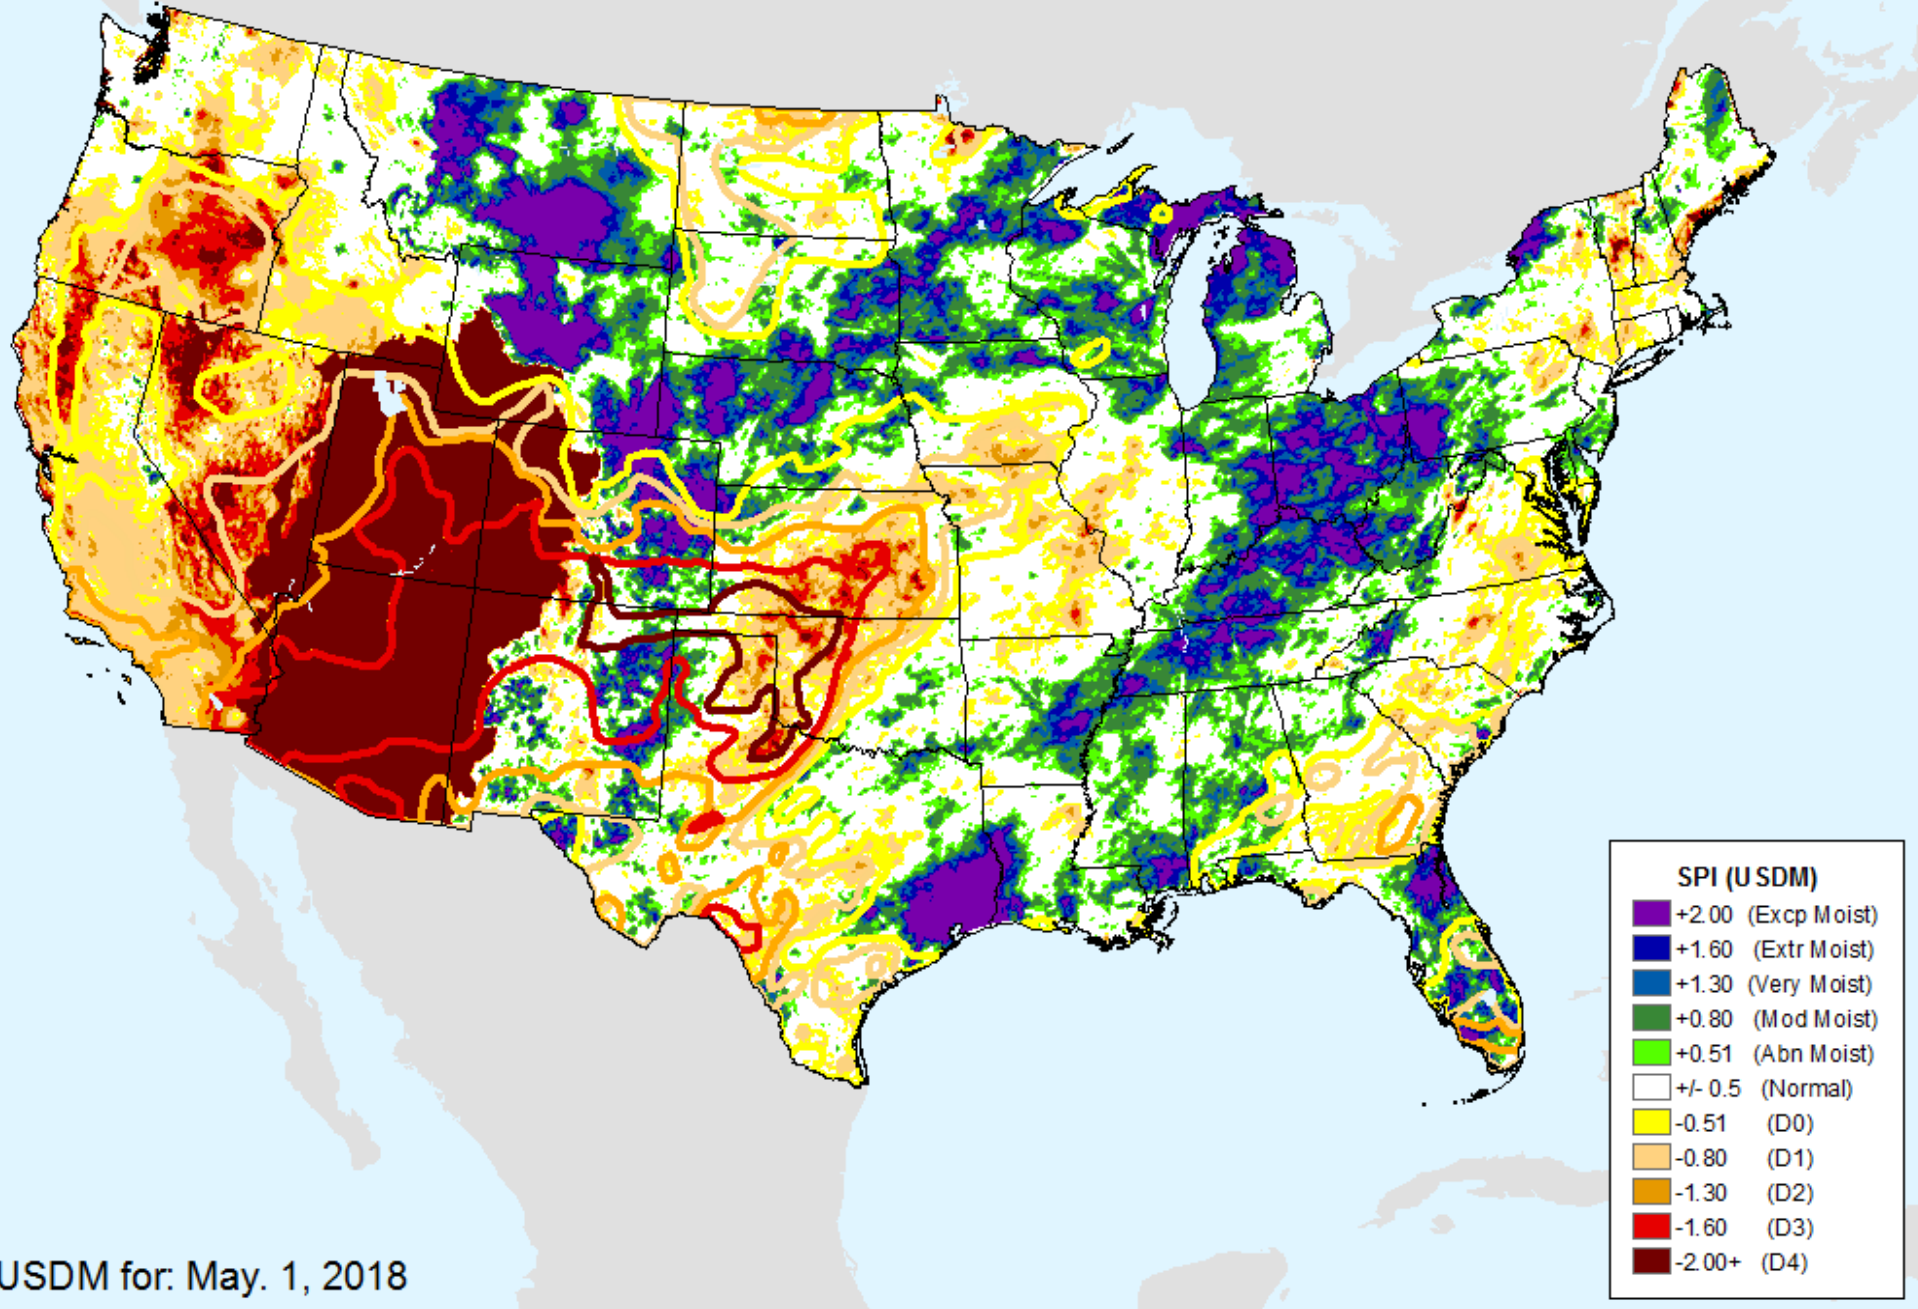 SPI (USDM)
+2.00 (Excp Moist)
+1.60 (Extr Moist)
+1.30 (Very Moist)
+0.80 (Mod Moist)
+0.51 (Abn Moist)
+/- 0.5 (Normal)
-0.51 (D0)
-0.80 (D1)
-1.30 (D2)
-1.60 (D3)
-2.00+ (D4)
USDM for: May. 1, 2018